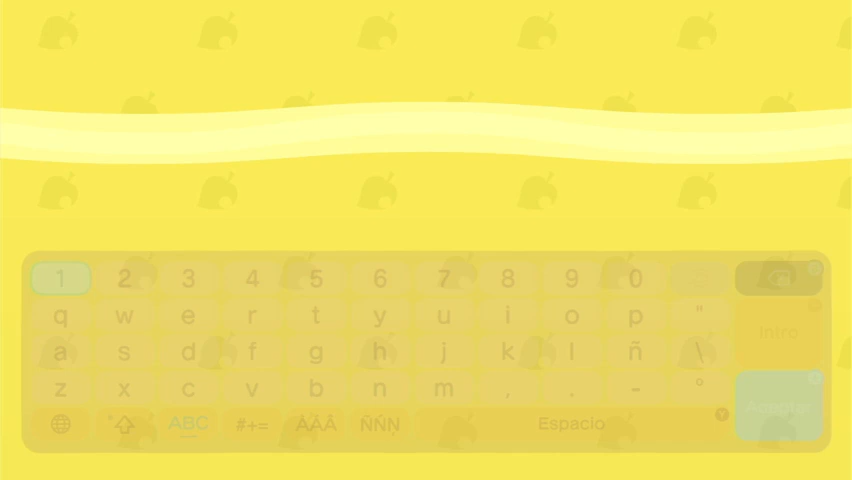 1 2 3 4 5 6 7 8 9 0
q w e r t y u i o p "
a s d f g h j k l ñ \
z x c v b n m , . - °
ABC #+= ÀÁÂ ÑŃŅ Espacio
Intro
Aceptar
Y